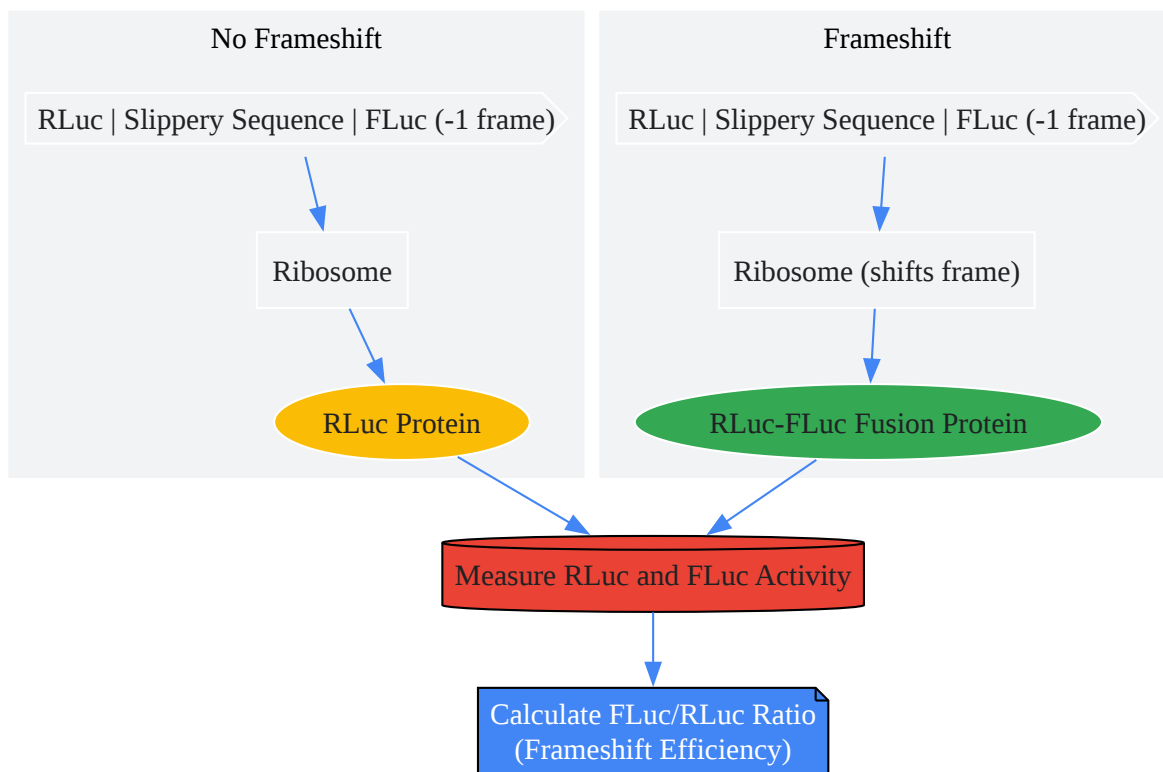 No Frameshift
RLuc | Slippery Sequence | FLuc (-1 frame)
Ribosome
RLuc Protein
Frameshift
RLuc | Slippery Sequence | FLuc (-1 frame)
Ribosome (shifts frame)
RLuc-FLuc Fusion Protein
Measure RLuc and FLuc Activity
Calculate FLuc/RLuc Ratio
(Frameshift Efficiency)